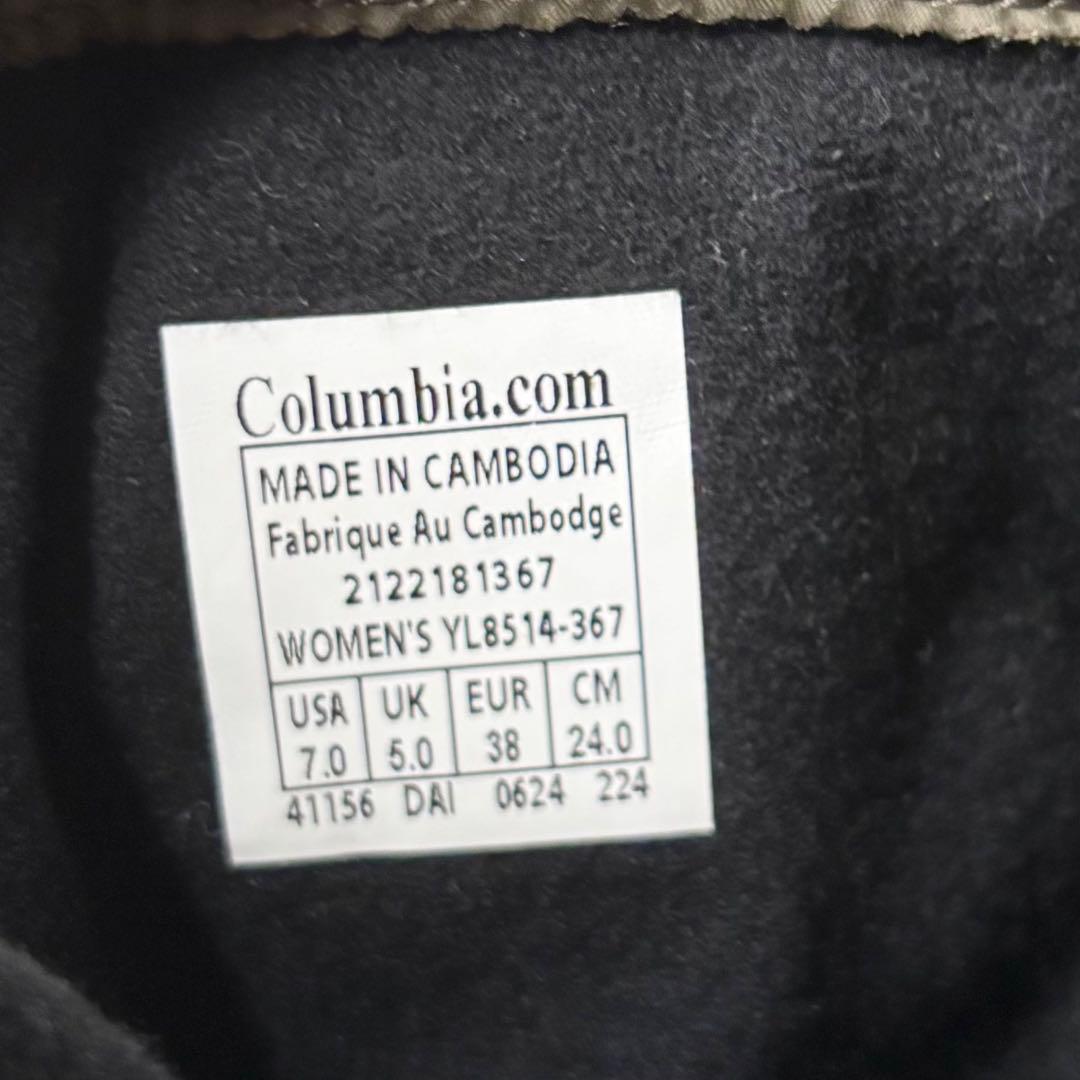 Columbia.com
MADE IN CAMBODIA
Fabrique Au Cambodge
2122181367
WOMEN'S YL8514-367
USA UK EUR CM
7.0 5.0 38 24.0
41156 DAI 0624 224